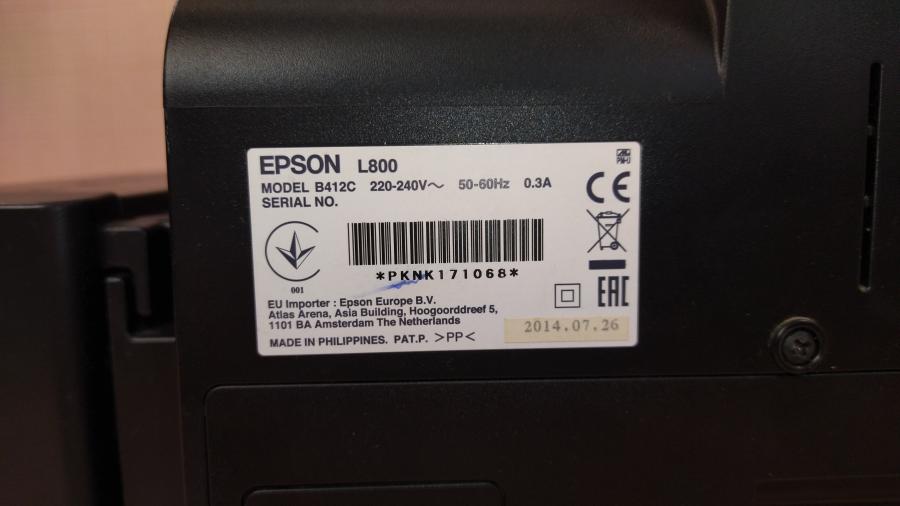 EPSON L800
MODEL B412C 220-240V~ 50-60Hz 0.3A
SERIAL NO.
*PKNK171068*
001
EU Importer : Epson Europe B.V.
Atlas Arena, Asia Building, Hoogoorddreef 5,
1101 BA Amsterdam The Netherlands
MADE IN PHILIPPINES. PAT.P. >PP<
CE
EAC
2014.07.26